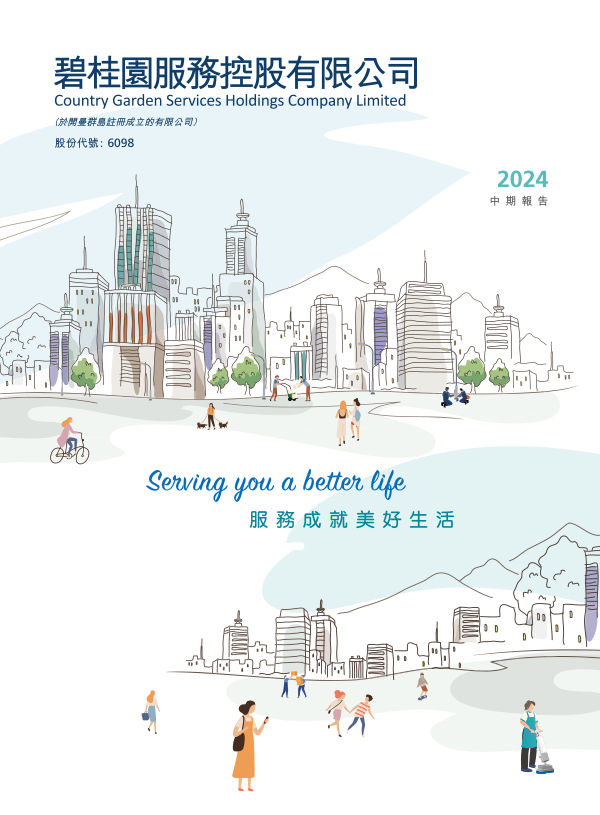 碧桂園服務控股有限公司
Country Garden Services Holdings Company Limited
(於開曼群島註冊成立的有限公司)
股份代號：6098
2024
中期報告
Serving you a better life
服務成就美好生活